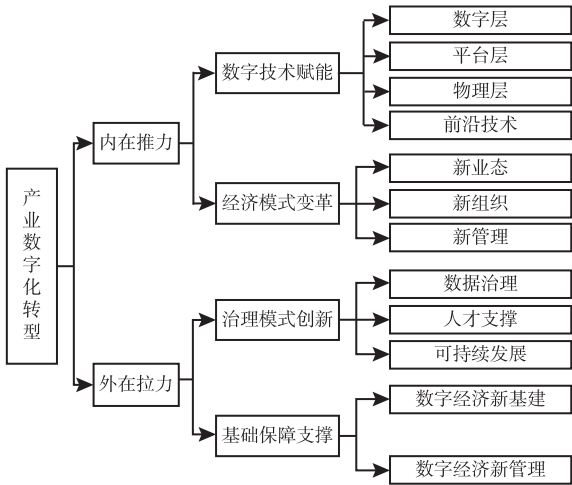 产业数字化转型
内在推力
外在拉力
数字技术赋能
经济模式变革
治理模式创新
基础保障支撑
数字层
平台层
物理层
前沿技术
新业态
新组织
新管理
数据治理
人才支撑
可持续发展
数字经济新基建
数字经济新管理